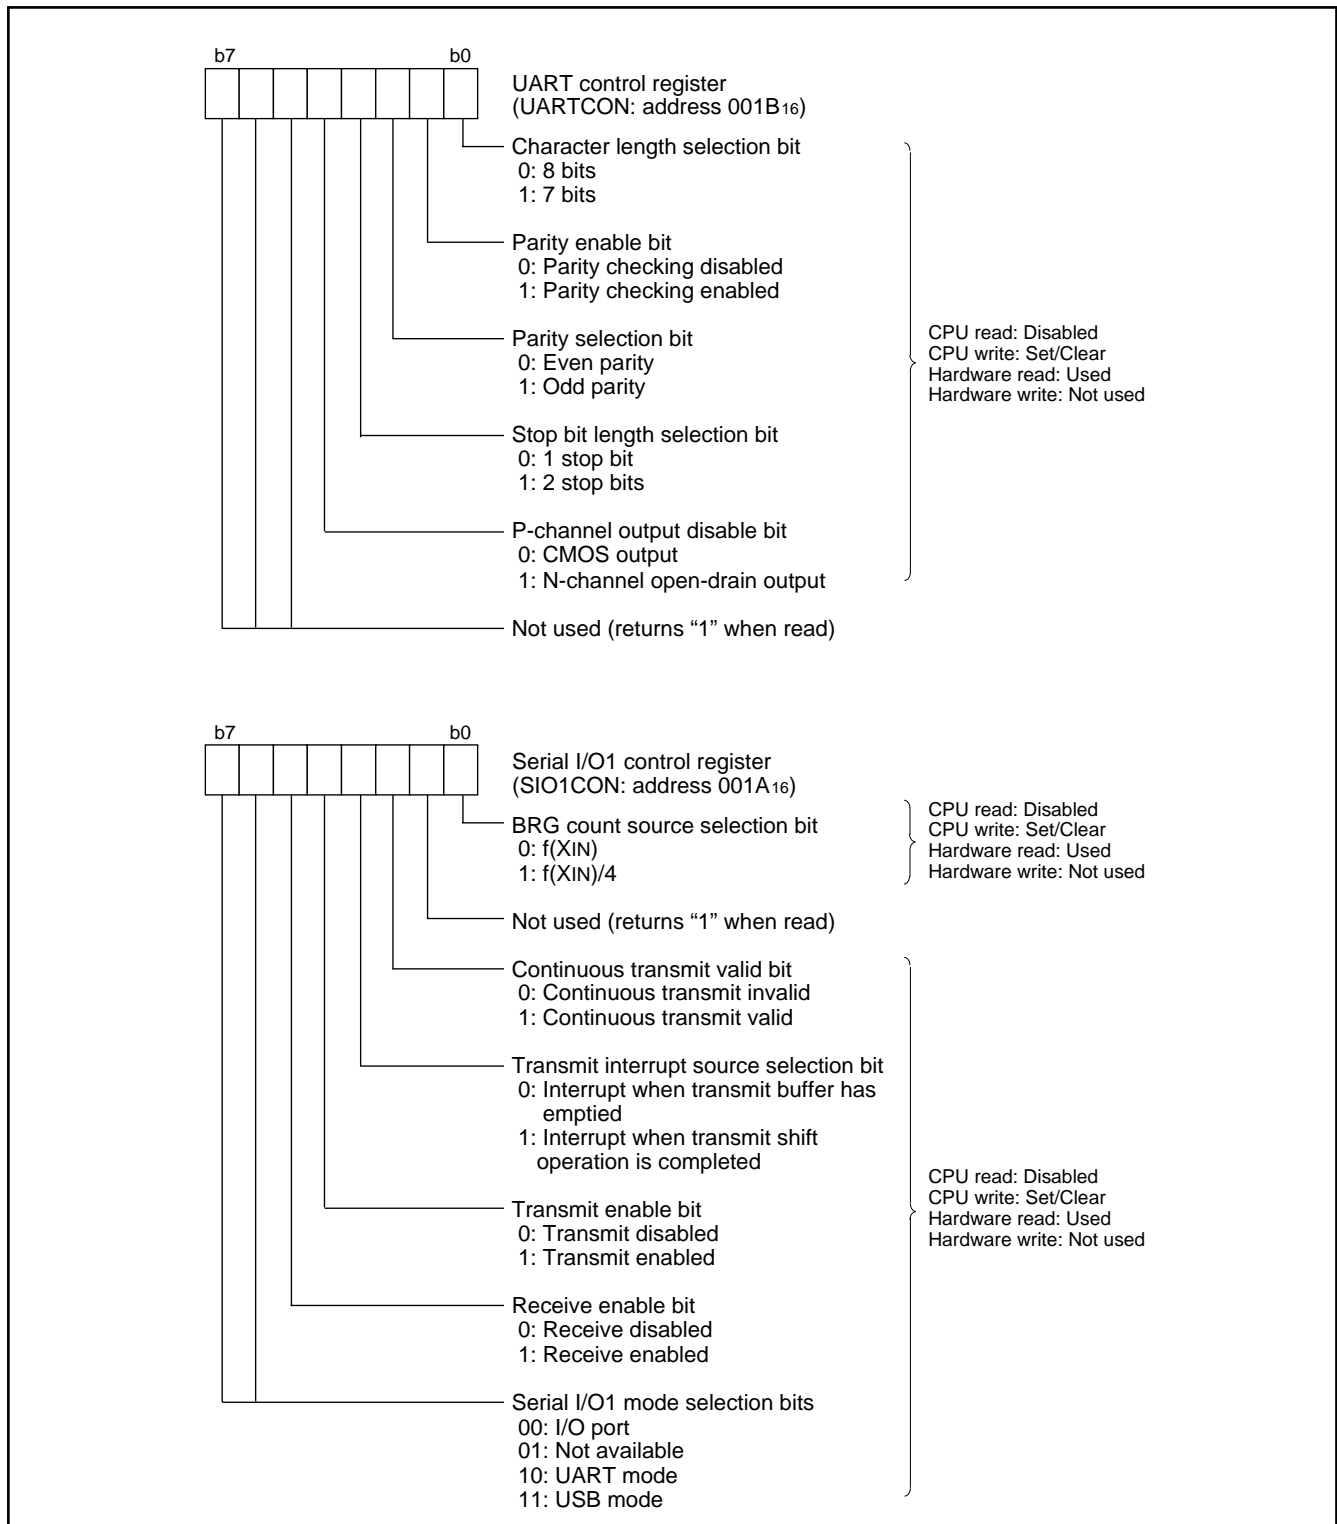 b7 b0
UART control register
(UARTCON: address 001B16)
Character length selection bit
0: 8 bits
1: 7 bits
Parity enable bit
0: Parity checking disabled
1: Parity checking enabled
Parity selection bit
0: Even parity
1: Odd parity
Stop bit length selection bit
0: 1 stop bit
1: 2 stop bits
P-channel output disable bit
0: CMOS output
1: N-channel open-drain output
CPU read: Disabled
CPU write: Set/Clear
Hardware read: Used
Hardware write: Not used
Not used (returns “1” when read)
b7 b0
Serial I/O1 control register
(SIO1CON: address 001A16)
BRG count source selection bit
0: f(XIN)
1: f(XIN)/4
CPU read: Disabled
CPU write: Set/Clear
Hardware read: Used
Hardware write: Not used
Not used (returns “1” when read)
Continuous transmit valid bit
0: Continuous transmit invalid
1: Continuous transmit valid
Transmit interrupt source selection bit
0: Interrupt when transmit buffer has
emptied
1: Interrupt when transmit shift
operation is completed
Transmit enable bit
0: Transmit disabled
1: Transmit enabled
Receive enable bit
0: Receive disabled
1: Receive enabled
Serial I/O1 mode selection bits
00: I/O port
01: Not available
10: UART mode
11: USB mode
CPU read: Disabled
CPU write: Set/Clear
Hardware read: Used
Hardware write: Not used